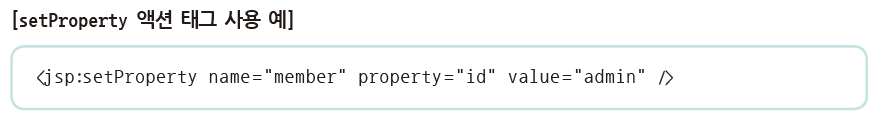 [setProperty 액션 태그 사용 예]
<jsp:setProperty name="member" property="id" value="admin" />